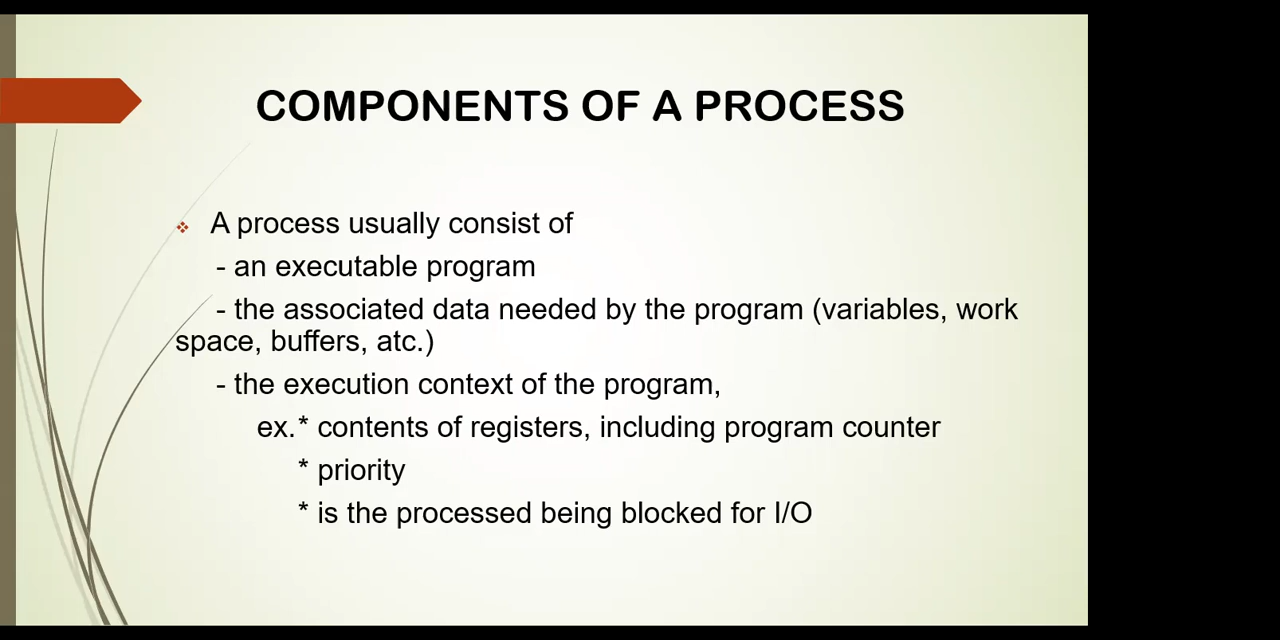 COMPONENTS OF A PROCESS
❖ A process usually consist of
- an executable program
- the associated data needed by the program (variables, work
space, buffers, atc.)
- the execution context of the program,
ex.* contents of registers, including program counter
* priority
* is the processed being blocked for I/O